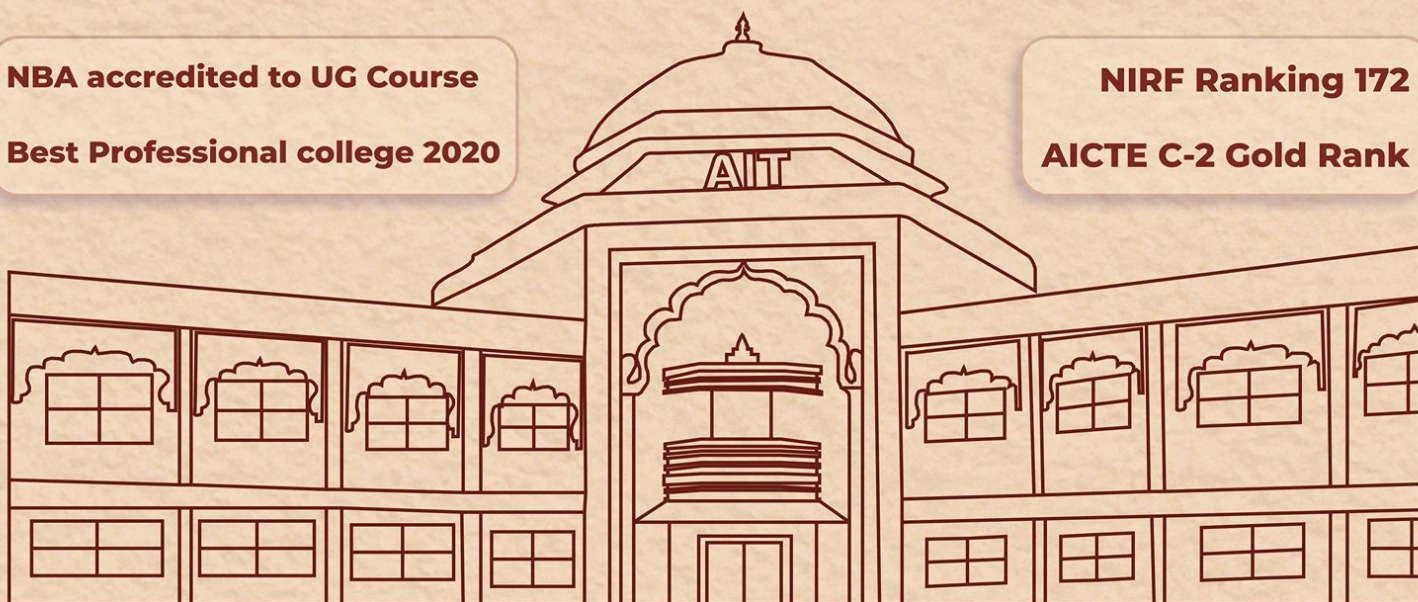 NBA accredited to UG Course
Best Professional college 2020
NIRF Ranking 172
AICTE C-2 Gold Rank
AIT